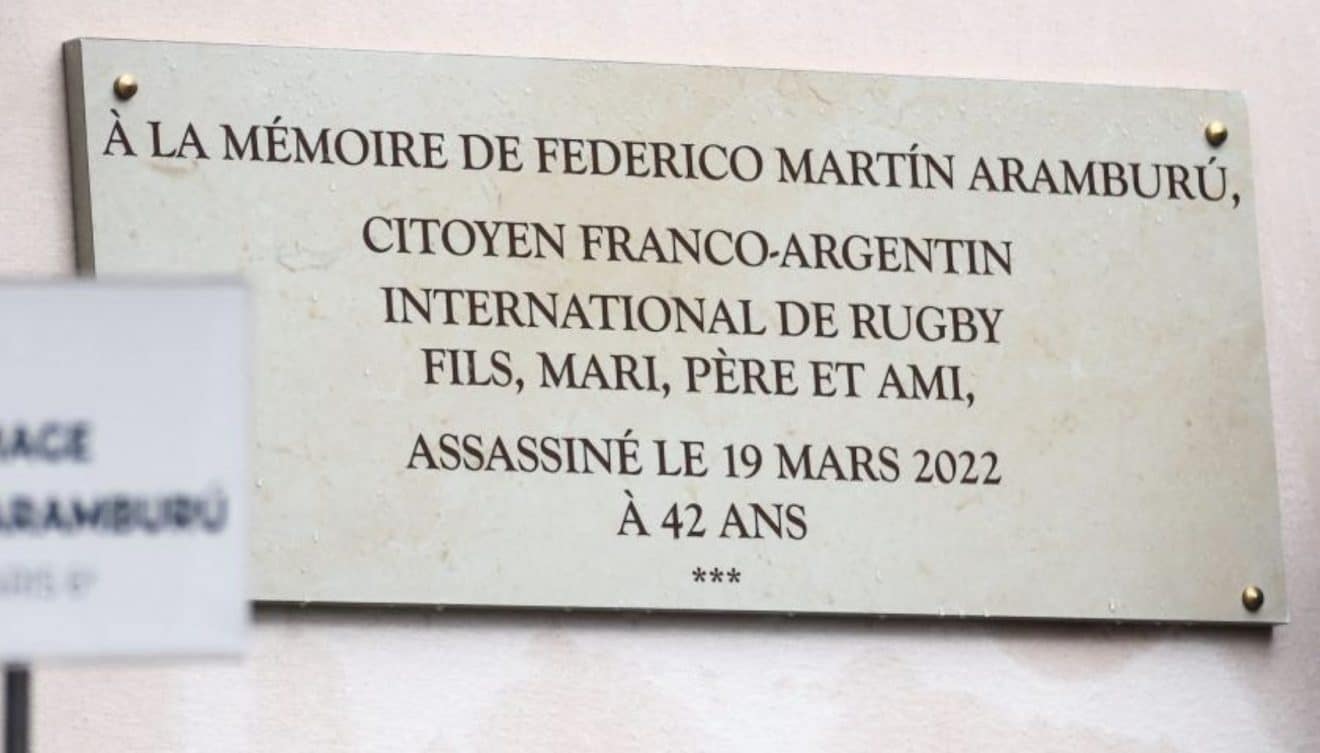 À LA MÉMOIRE DE FEDERICO MARTÍN ARAMBURÚ,
CITOYEN FRANCO-ARGENTIN
INTERNATIONAL DE RUGBY
FILS, MARI, PÈRE ET AMI,
ASSASSINÉ LE 19 MARS 2022
À 42 ANS
***
ARAMBURÚ